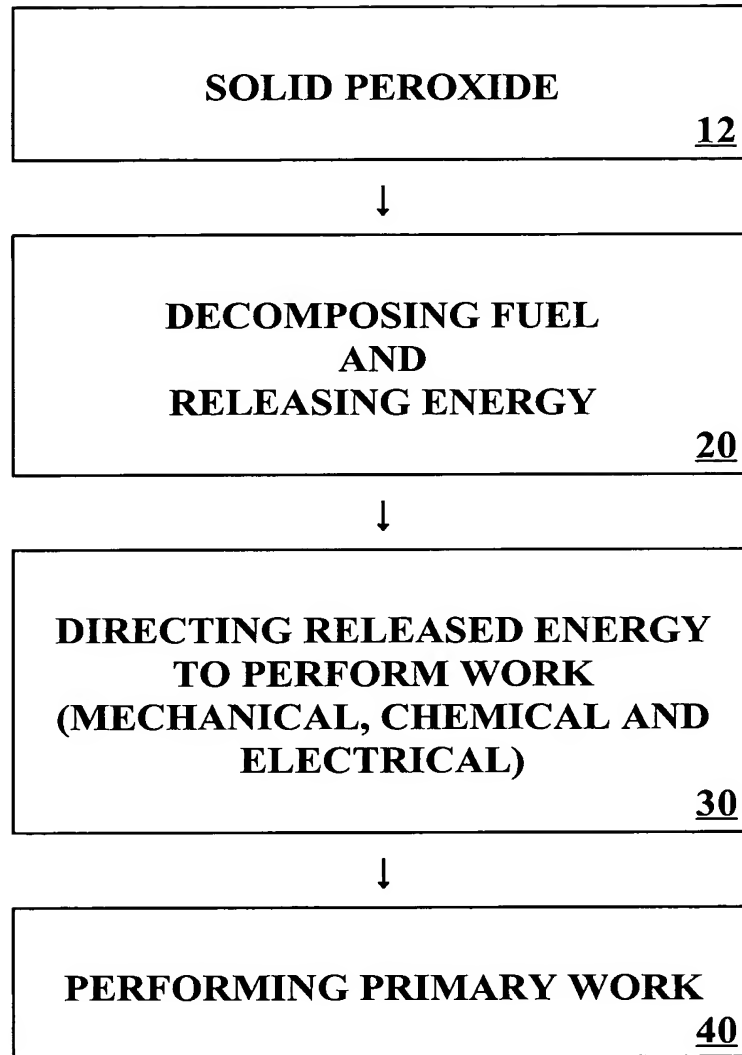 SOLID PEROXIDE
12
↓
DECOMPOSING FUEL
AND
RELEASING ENERGY
20
↓
DIRECTING RELEASED ENERGY
TO PERFORM WORK
(MECHANICAL, CHEMICAL AND
ELECTRICAL)
30
↓
PERFORMING PRIMARY WORK
40